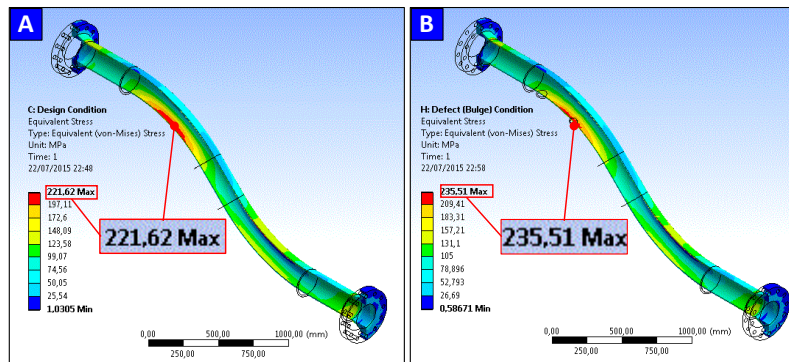 A
C: Design Condition
Equivalent Stress
Type: Equivalent (von-Mises) Stress
Unit: MPa
Time: 1
22/07/2015 22:48
221,62 Max
197,11
172,6
148,09
123,58
99,07
74,56
50,05
25,54
1,0305 Min
221,62 Max
0,00
500,00
1000,00
(mm)
250,00
750,00
B
H: Defect (Bulge) Condition
Equivalent Stress
Type: Equivalent (von-Mises) Stress
Unit: MPa
Time: 1
22/07/2015 22:58
235,51 Max
209,41
183,31
157,21
131,1
105
78,896
52,793
26,69
0,58671 Min
235,51 Max
0,00
500,00
1000,00
(mm)
250,00
750,00